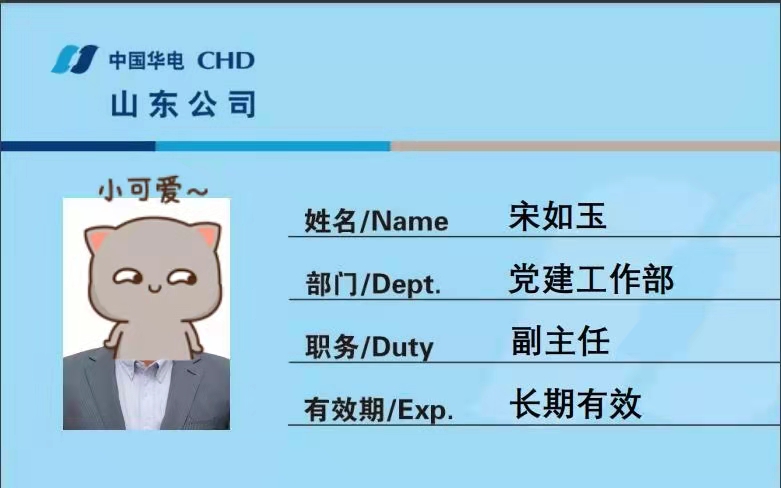 中国华电 CHD
山东公司
小可爱~
姓名/Name 宋如玉
部门/Dept. 党建工作部
职务/Duty 副主任
有效期/Exp. 长期有效